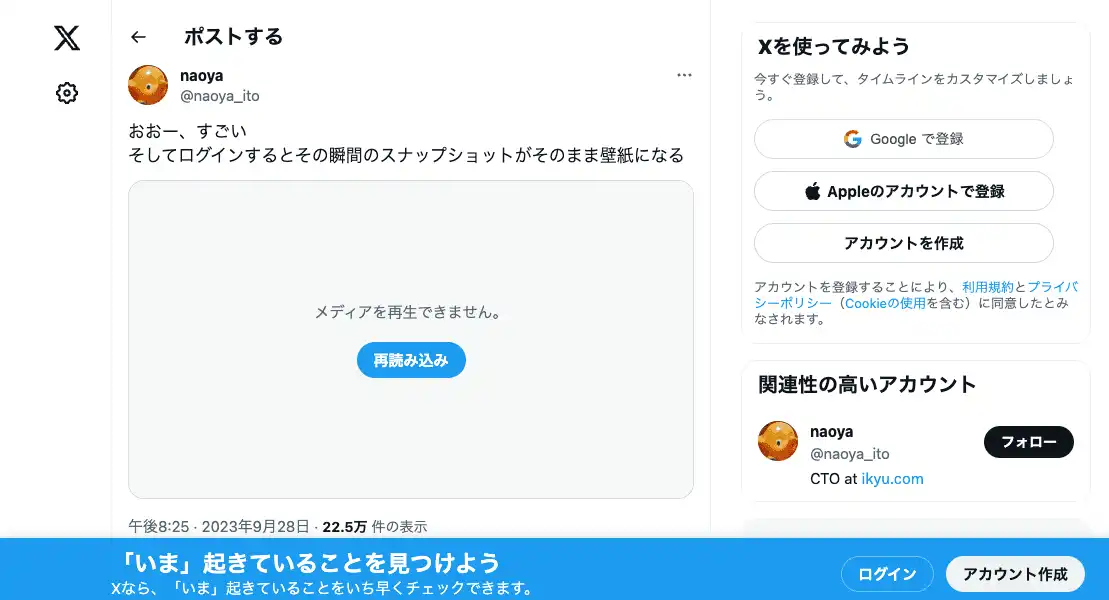 ポストする
naoya
@naoya_ito
おおー、すごい
そしてログインするとその瞬間のスナップショットがそのまま壁紙になる
メディアを再生できません。
再読み込み
午後8:25 · 2023年9月28日 · 22.5万 件の表示
Xを使ってみよう
今すぐ登録して、タイムラインをカスタマイズしましょ
う。
Google で登録
Appleのアカウントで登録
アカウントを作成
アカウントを登録することにより、利用規約とプライバ
シーポリシー（Cookieの使用を含む）に同意したとみ
なされます。
関連性の高いアカウント
naoya
@naoya_ito
フォロー
CTO at ikyu.com
「いま」起きていることを見つけよう
Xなら、「いま」起きていることをいち早くチェックできます。
ログイン
アカウント作成